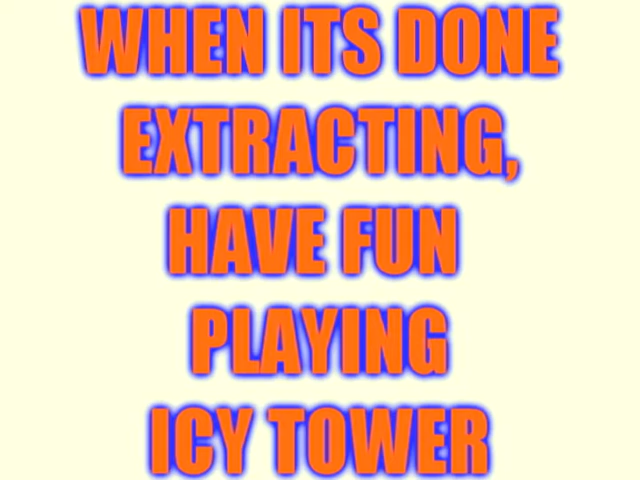 WHEN ITS DONE
EXTRACTING,
HAVE FUN
PLAYING
ICY TOWER